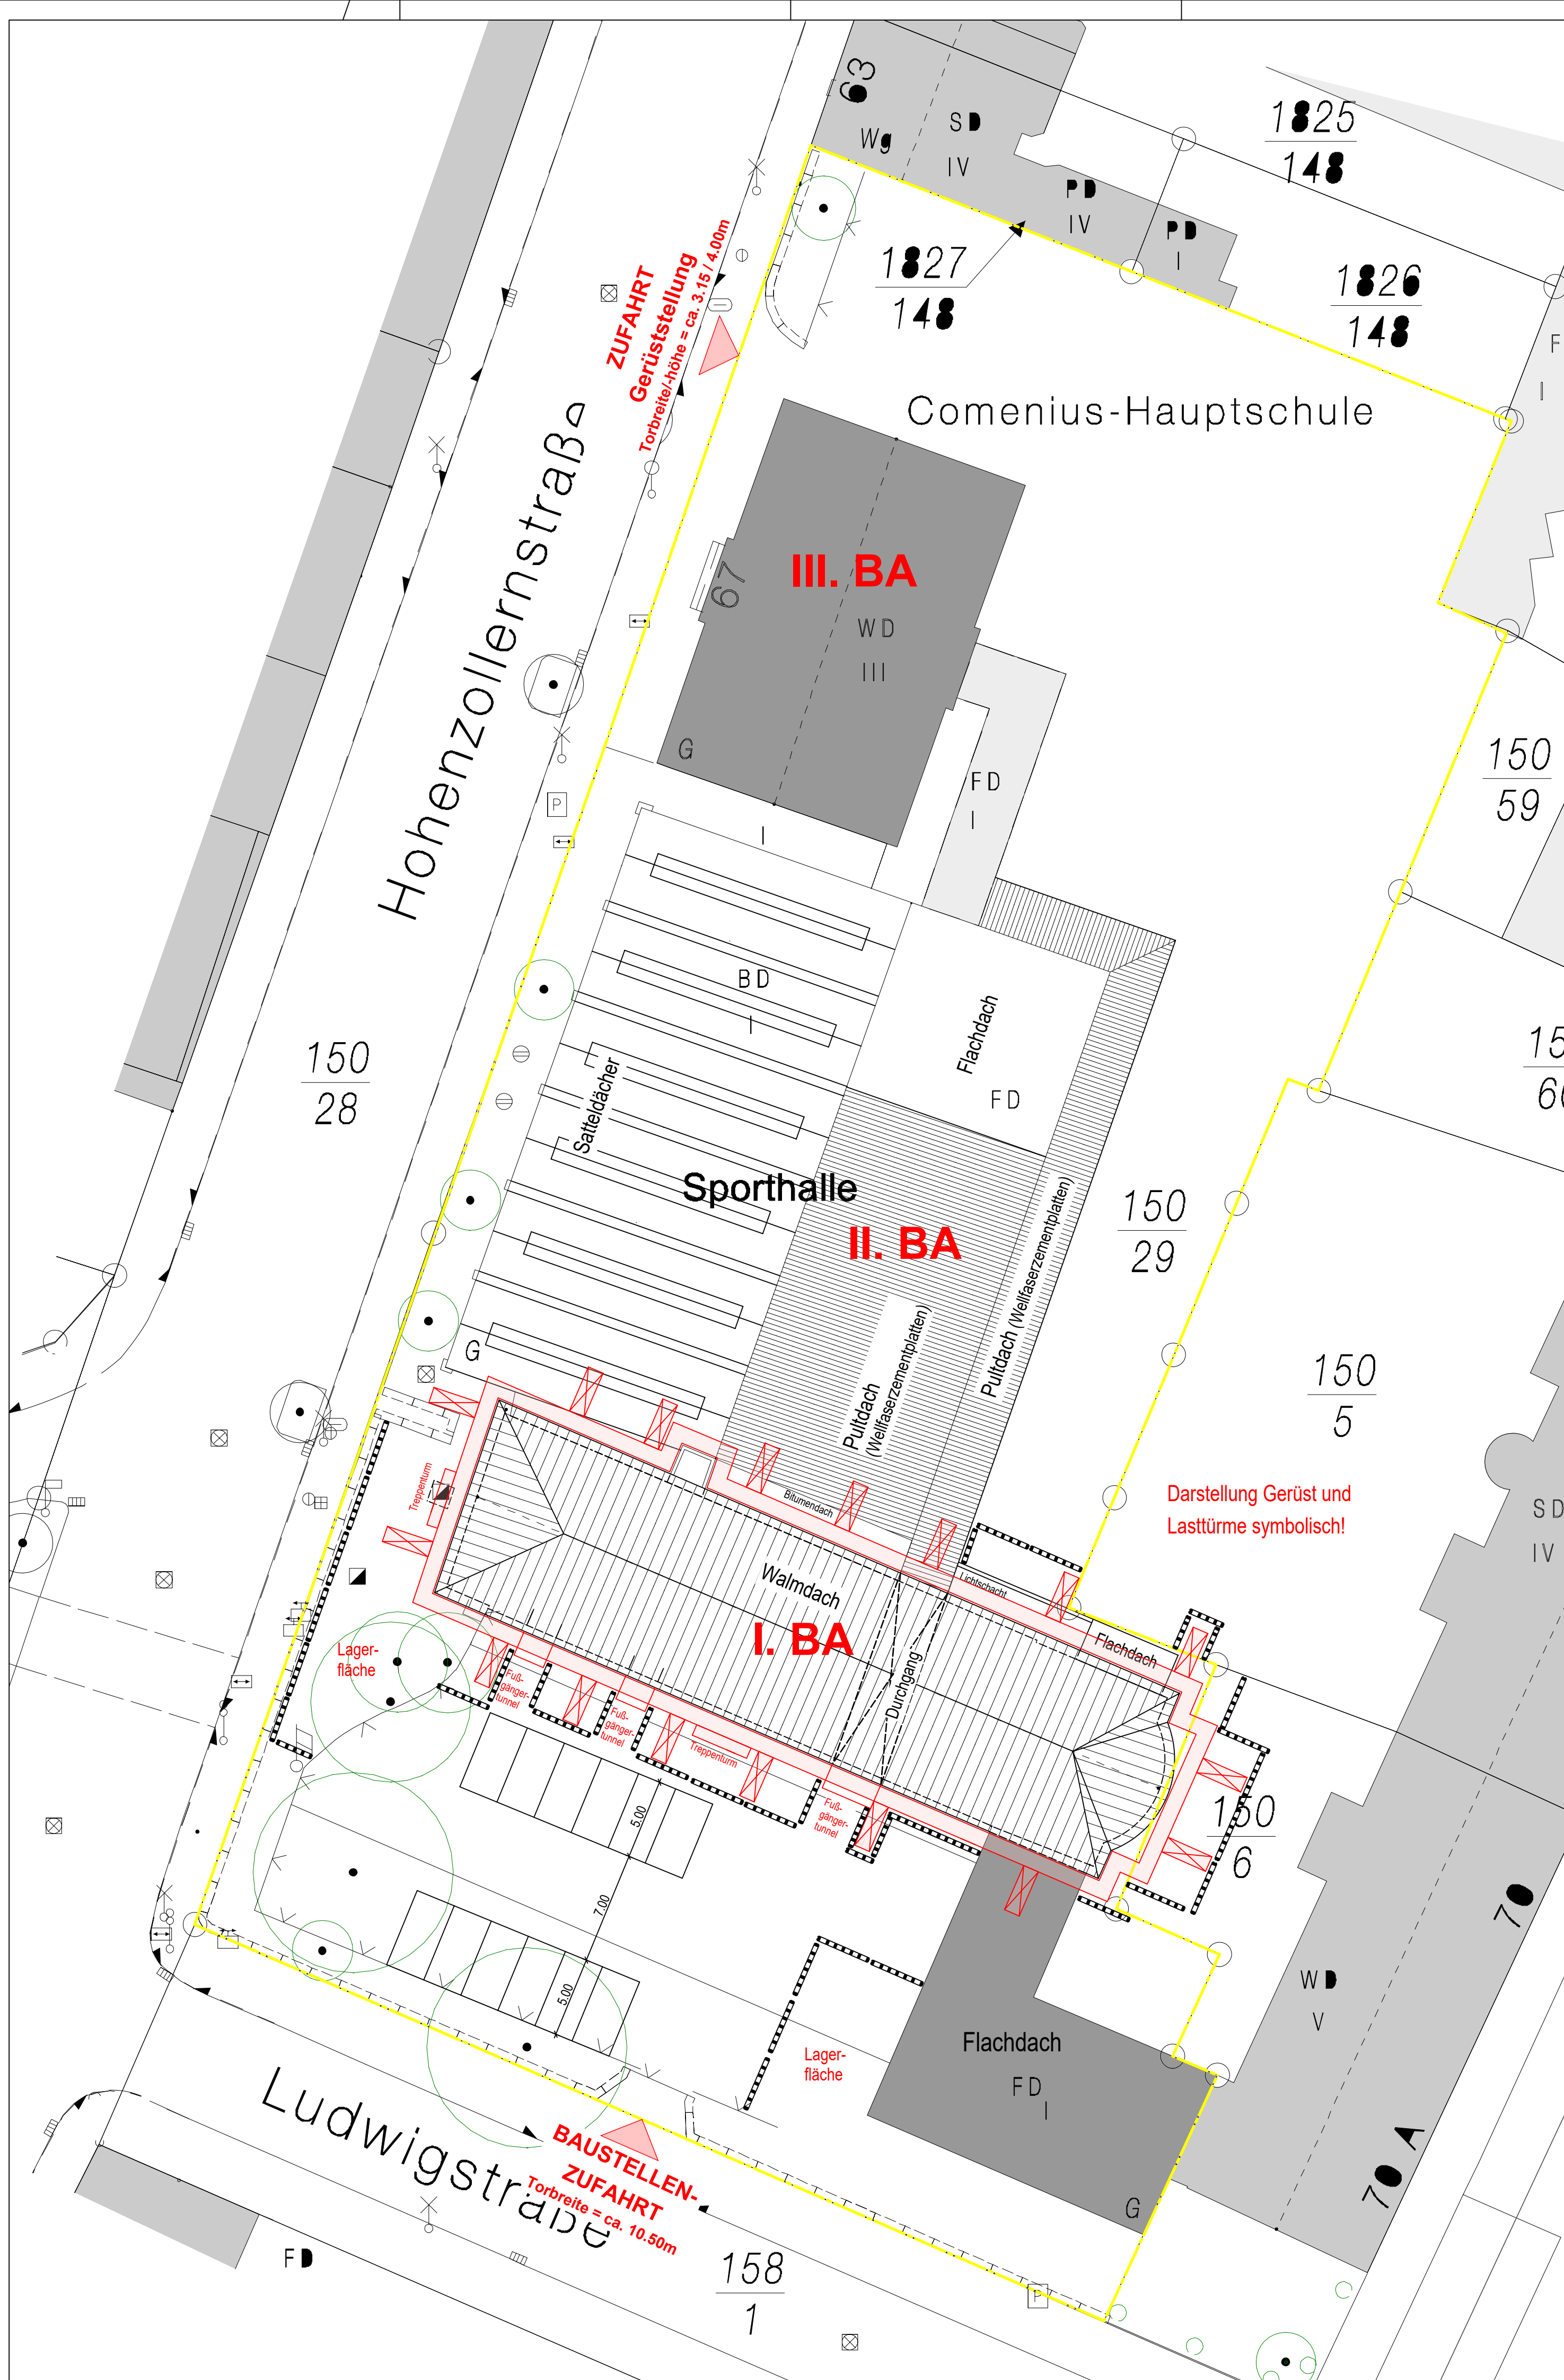 63
Wg
SD
IV
PD
IV
PD
I
1825
148
1827
148
1826
148
F
I
ZUFAHRT
Gerüststellung
Torbreite/-höhe = ca. 3.15 / 4.00m
Comenius-Hauptschule
Hohenzollernstraße
III. BA
67
WD
III
G
FD
I
I
P
150
59
BD
I
Flachdach
FD
150
28
Satteldächer
Sporthalle
II. BA
150
29
Pultdach (Wellfaserzementplatten)
Pultdach
(Wellfaserzementplatten)
G
150
5
Darstellung Gerüst und
Lasttürme symbolisch!
SD
IV
Treppenturm
Bitumendach
Lichtschacht
Walmdach
I. BA
Durchgang
Flachdach
Lager-
fläche
Fuß-
gänger-
tunnel
Fuß-
gänger-
tunnel
Treppenturm
Fuß-
gänger-
tunnel
150
6
5.00
7.00
5.00
70
WD
V
Flachdach
FD
I
Lager-
fläche
G
70 A
Ludwigstraße
BAUSTELLEN-
ZUFAHRT
Torbreite = ca. 10.50m
FD
158
1
P